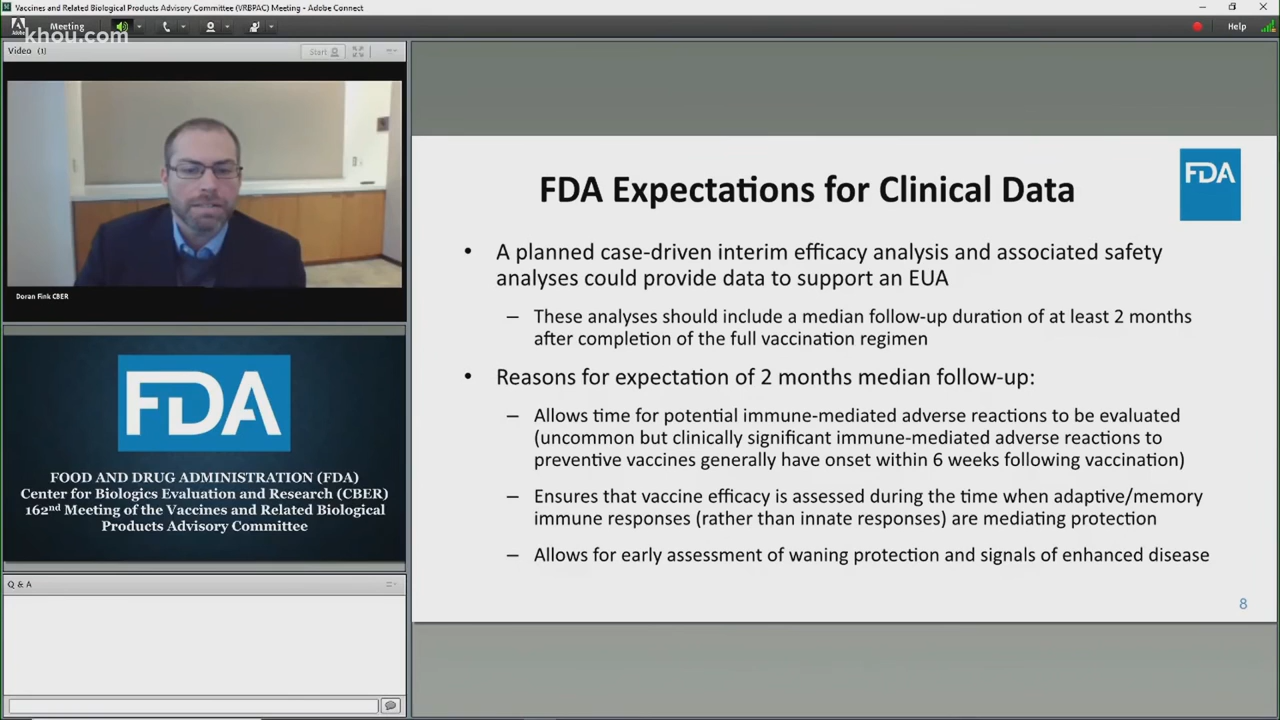 Vaccines and Related Biological Products Advisory Committee (VRBPAC) Meeting - Adobe Connect
Meeting
Help
khou.com
Video (1)
Start
Doran Fink CBER
FDA
FOOD AND DRUG ADMINISTRATION (FDA)
Center for Biologics Evaluation and Research (CBER)
162nd Meeting of the Vaccines and Related Biological
Products Advisory Committee
Q & A
FDA Expectations for Clinical Data
FDA
• A planned case-driven interim efficacy analysis and associated safety
analyses could provide data to support an EUA
– These analyses should include a median follow-up duration of at least 2 months
after completion of the full vaccination regimen
• Reasons for expectation of 2 months median follow-up:
– Allows time for potential immune-mediated adverse reactions to be evaluated
(uncommon but clinically significant immune-mediated adverse reactions to
preventive vaccines generally have onset within 6 weeks following vaccination)
– Ensures that vaccine efficacy is assessed during the time when adaptive/memory
immune responses (rather than innate responses) are mediating protection
– Allows for early assessment of waning protection and signals of enhanced disease
8